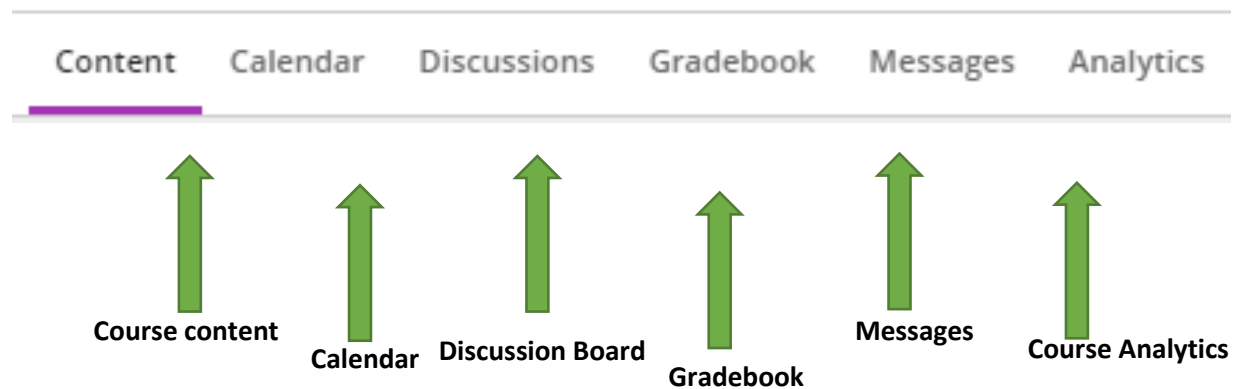 Content Calendar Discussions Gradebook Messages Analytics
Course content
Calendar
Discussion Board
Gradebook
Messages
Course Analytics